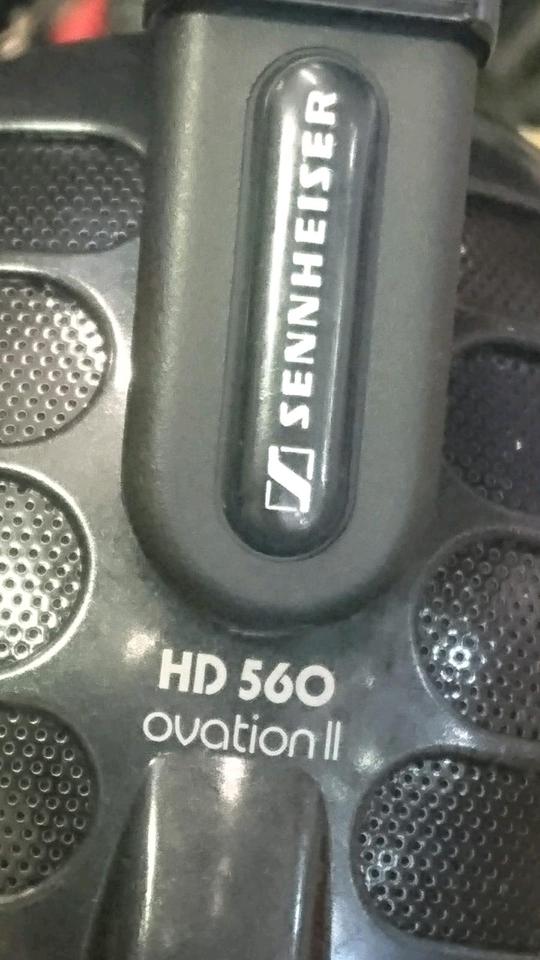 SENNHEISER
HD 560
ovation II